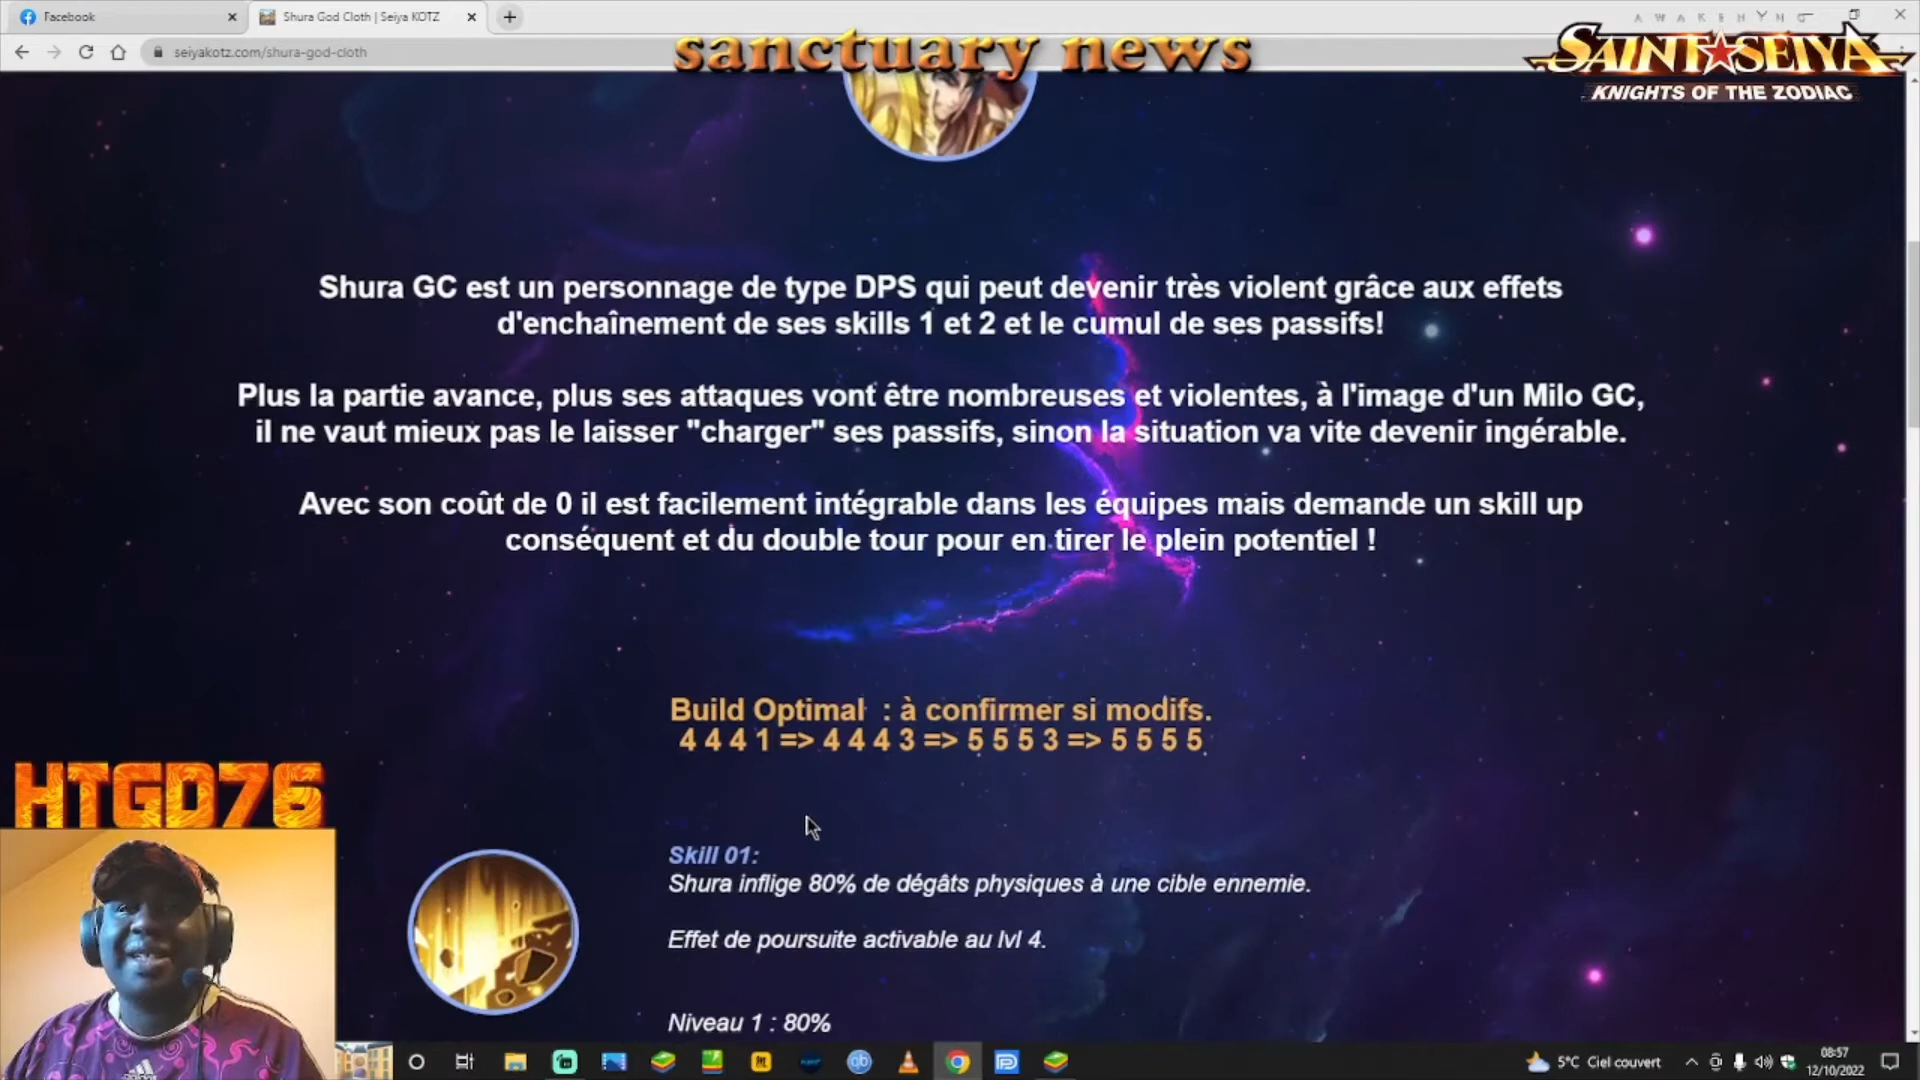 Facebook
Shura God Cloth | Seiya KOTZ
seiyakotz.com/shura-god-cloth
sanctuary news
AWAKENING
SAINT SEIYA
KNIGHTS OF THE ZODIAC
Shura GC est un personnage de type DPS qui peut devenir très violent grâce aux effets
d'enchaînement de ses skills 1 et 2 et le cumul de ses passifs!
Plus la partie avance, plus ses attaques vont être nombreuses et violentes, à l'image d'un Milo GC,
il ne vaut mieux pas le laisser "charger" ses passifs, sinon la situation va vite devenir ingérable.
Avec son coût de 0 il est facilement intégrable dans les équipes mais demande un skill up
conséquent et du double tour pour en tirer le plein potentiel !
Build Optimal : à confirmer si modifs.
4 4 4 1 => 4 4 4 3 => 5 5 5 3 => 5 5 5 5
HTGD76
Skill 01:
Shura inflige 80% de dégâts physiques à une cible ennemie.
Effet de poursuite activable au lvl 4.
Niveau 1 : 80%
adidas
5°C Ciel couvert
08:57
12/10/2022